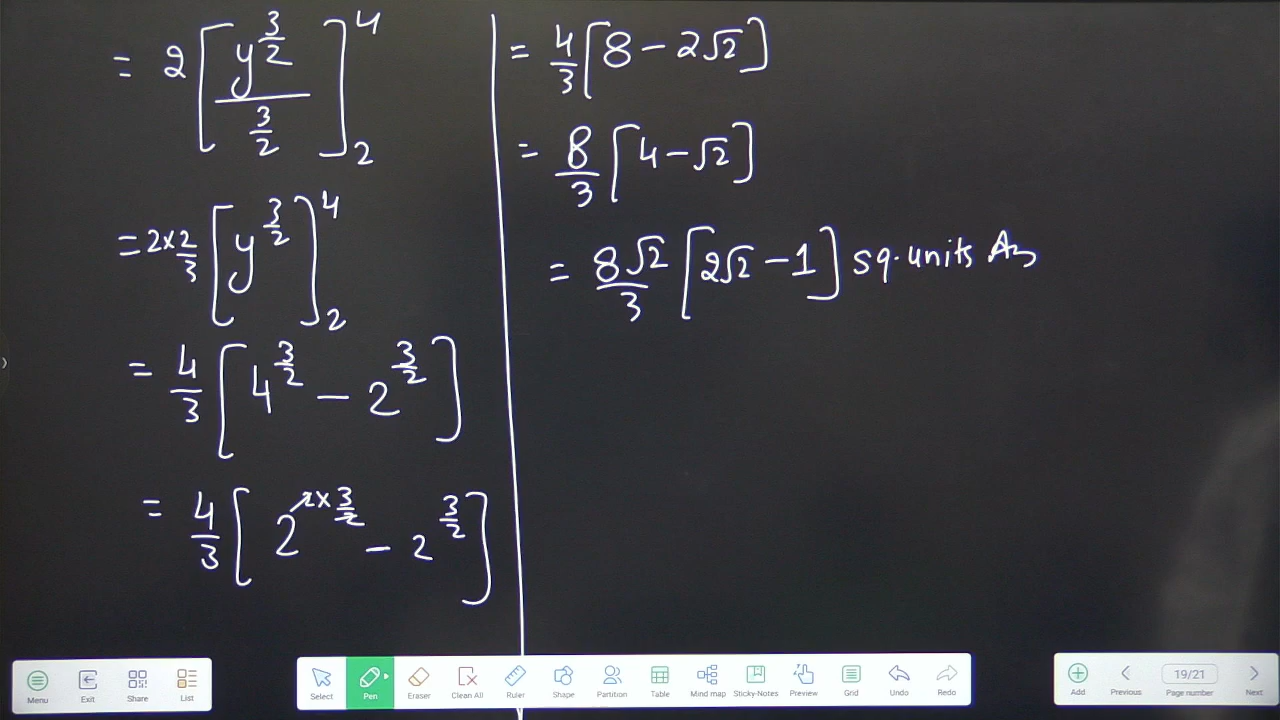 = 2 [ y^{3/2} / (3/2) ]_2^4
= 2 × 2/3 [ y^{3/2} ]_2^4
= 4/3 [ 4^{3/2} − 2^{3/2} ]
= 4/3 [ 2^{2 × 3/2} − 2^{3/2} ]
= 4/3 [ 8 − 2√2 ]
= 8/3 [ 4 − √2 ]
= 8√2/3 [ 2√2 − 1 ] sq. units Ans
Menu Exit Share List
Select Pen Eraser Clean All Ruler Shape Partition Table Mind map Sticky-Notes Preview Grid Undo Redo
Add Previous 19/21 Page number Next